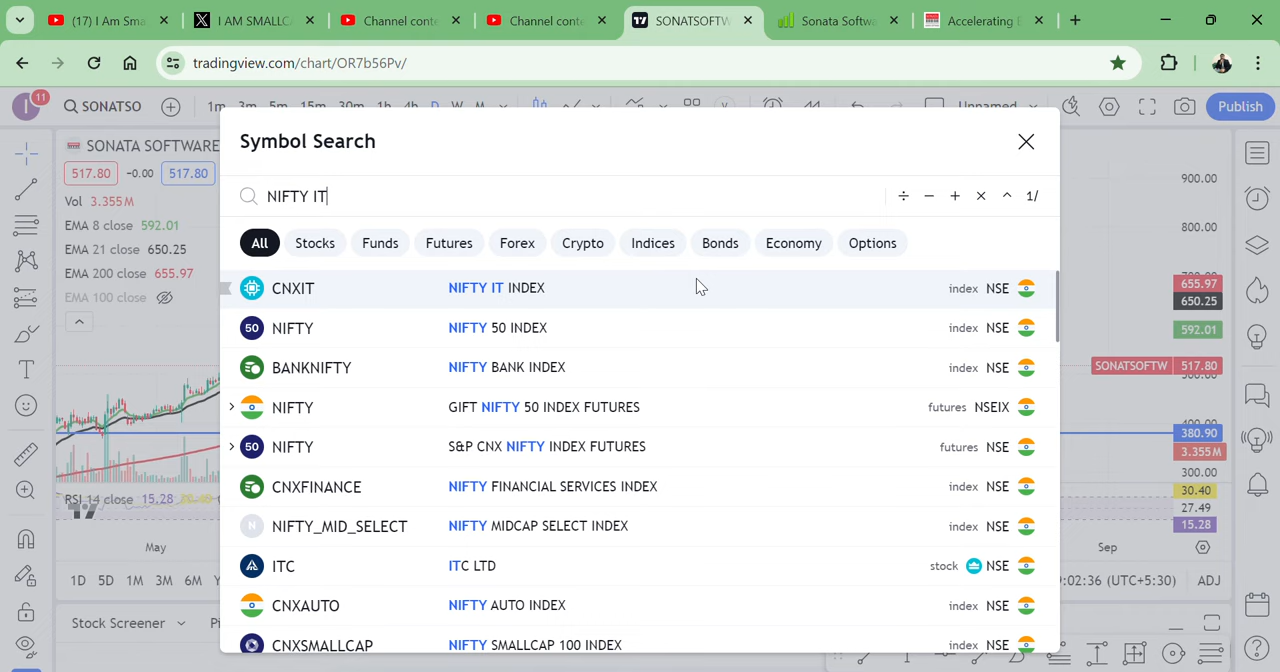 (17) I Am Sma
I AM SMALLC
Channel conte
Channel conte
SONATSOFTW
Sonata Softwa
Accelerating
tradingview.com/chart/OR7b56Pv/
I
11
SONATSO
1m 3m 5m 15m 30m 1h 4h D W M
Unnamed
Publish
SONATA SOFTWARE
517.80 -0.00 517.80
Vol 3.355M
EMA 8 close 592.01
EMA 21 close 650.25
EMA 200 close 655.97
EMA 100 close
RSI 14 close 15.28
May
1D 5D 1M 3M 6M Y
Stock Screener
Symbol Search
NIFTY IT
÷ − + × ^ 1/
All Stocks Funds Futures Forex Crypto Indices Bonds Economy Options
CNXIT NIFTY IT INDEX index NSE
50 NIFTY NIFTY 50 INDEX index NSE
BANKNIFTY NIFTY BANK INDEX index NSE
NIFTY GIFT NIFTY 50 INDEX FUTURES futures NSEIX
50 NIFTY S&P CNX NIFTY INDEX FUTURES futures NSE
CNXFINANCE NIFTY FINANCIAL SERVICES INDEX index NSE
N NIFTY_MID_SELECT NIFTY MIDCAP SELECT INDEX index NSE
ITC ITC LTD stock NSE
CNXAUTO NIFTY AUTO INDEX index NSE
CNXSMALLCAP NIFTY SMALLCAP 100 INDEX index NSE
900.00
800.00
655.97
650.25
592.01
SONATSOFTW 517.80
380.90
3.355M
300.00
30.40
27.49
15.28
Sep
:02:36 (UTC+5:30) ADJ